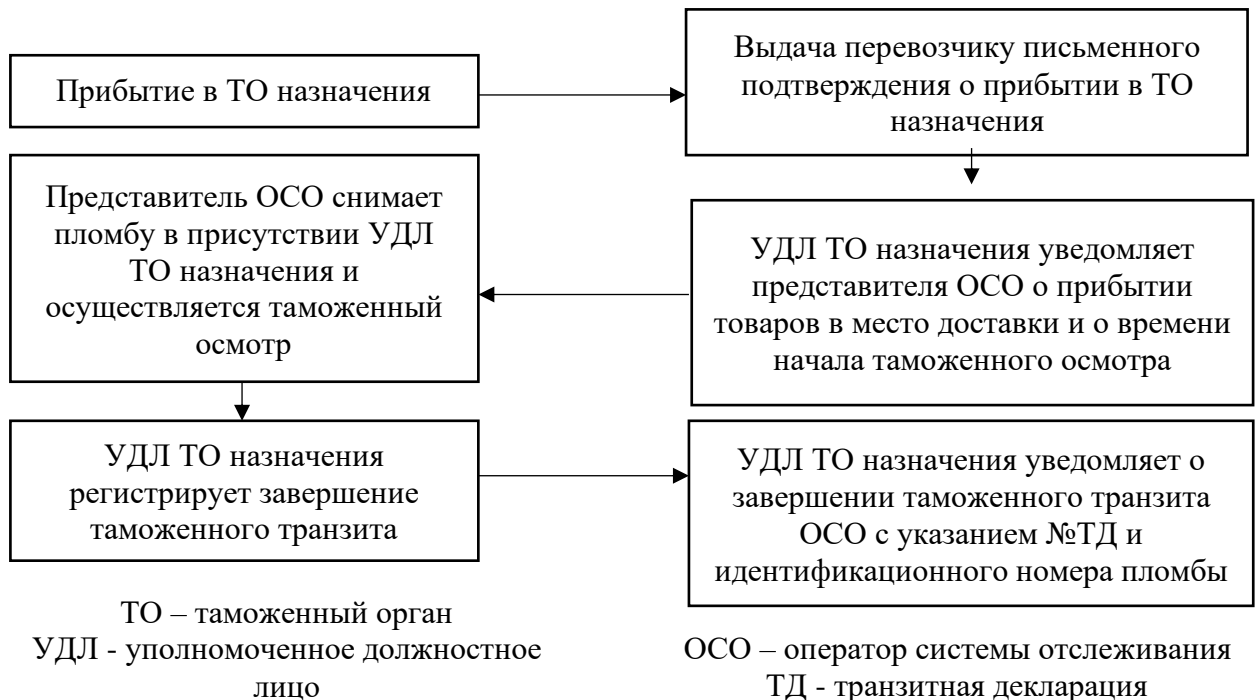 Прибытие в ТО назначения
Выдача перевозчику письменного
подтверждения о прибытии в ТО
назначения
УДЛ ТО назначения уведомляет
представителя ОСО о прибытии
товаров в место доставки и о времени
начала таможенного осмотра
Представитель ОСО снимает
пломбу в присутствии УДЛ
ТО назначения и
осуществляется таможенный
осмотр
УДЛ ТО назначения
регистрирует завершение
таможенного транзита
УДЛ ТО назначения уведомляет о
завершении таможенного транзита
ОСО с указанием №ТД и
идентификационного номера пломбы
ТО – таможенный орган
УДЛ - уполномоченное должностное
лицо
ОСО – оператор системы отслеживания
ТД - транзитная декларация